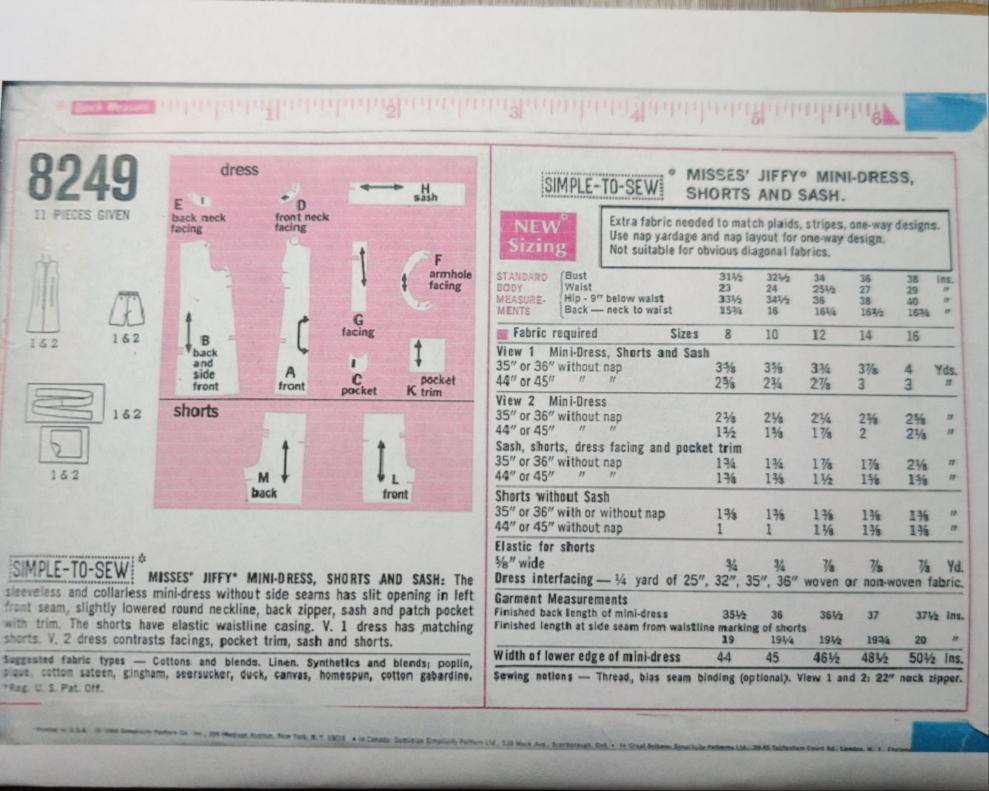 Back Measure
1 2 3 4 5 6
8249
11 PIECES GIVEN
1 & 2
1 & 2
1 & 2
1 & 2
dress
E
back neck
facing
D
front neck
facing
H
sash
F
armhole
facing
G
facing
B
back
and
side
front
A
front
C
pocket
pocket
K trim
shorts
M
back
L
front
SIMPLE-TO-SEW* MISSES' JIFFY* MINI-DRESS, SHORTS AND SASH: The
sleeveless and collarless mini-dress without side seams has slit opening in left
front seam, slightly lowered round neckline, back zipper, sash and patch pocket
with trim. The shorts have elastic waistline casing. V. 1 dress has matching
shorts. V. 2 dress contrasts facings, pocket trim, sash and shorts.
Suggested fabric types — Cottons and blends. Linen. Synthetics and blends; poplin,
pique, cotton sateen, gingham, seersucker, duck, canvas, homespun, cotton gabardine.
*Reg. U. S. Pat. Off.
SIMPLE-TO-SEW* MISSES' JIFFY* MINI-DRESS,
SHORTS AND SASH.
NEW*
Sizing
Extra fabric needed to match plaids, stripes, one-way designs.
Use nap yardage and nap layout for one-way design.
Not suitable for obvious diagonal fabrics.
STANDARD Bust 31½ 32½ 34 36 38 Ins.
BODY Waist 23 24 25½ 27 29 "
MEASURE- Hip - 9" below waist 33½ 34½ 36 38 40 "
MENTS Back — neck to waist 15¾ 16 16¼ 16½ 16¾ "
Fabric required Sizes 8 10 12 14 16
View 1 Mini-Dress, Shorts and Sash
35" or 36" without nap 3⅝ 3⅝ 3¾ 3⅞ 4 Yds.
44" or 45" " " 2⅝ 2¾ 2⅞ 3 3 "
View 2 Mini-Dress
35" or 36" without nap 2⅛ 2⅛ 2¼ 2⅜ 2⅝ "
44" or 45" " " 1½ 1⅝ 1⅞ 2 2⅛ "
Sash, shorts, dress facing and pocket trim
35" or 36" without nap 1¾ 1¾ 1⅞ 1⅞ 2⅛ "
44" or 45" " " 1⅜ 1⅜ 1½ 1⅝ 1⅝ "
Shorts without Sash
35" or 36" with or without nap 1⅜ 1⅜ 1⅜ 1⅜ 1⅜ "
44" or 45" without nap 1 1 1⅛ 1⅜ 1⅜ "
Elastic for shorts
⅝" wide ¾ ¾ ⅞ ⅞ ⅞ Yd.
Dress interfacing — ¼ yard of 25", 32", 35", 36" woven or non-woven fabric.
Garment Measurements
Finished back length of mini-dress 35½ 36 36½ 37 37½ Ins.
Finished length at side seam from waistline marking of shorts
19 19¼ 19½ 19¾ 20 "
Width of lower edge of mini-dress 44 45 46½ 48½ 50½ Ins.
Sewing notions — Thread, bias seam binding (optional). View 1 and 2: 22" neck zipper.